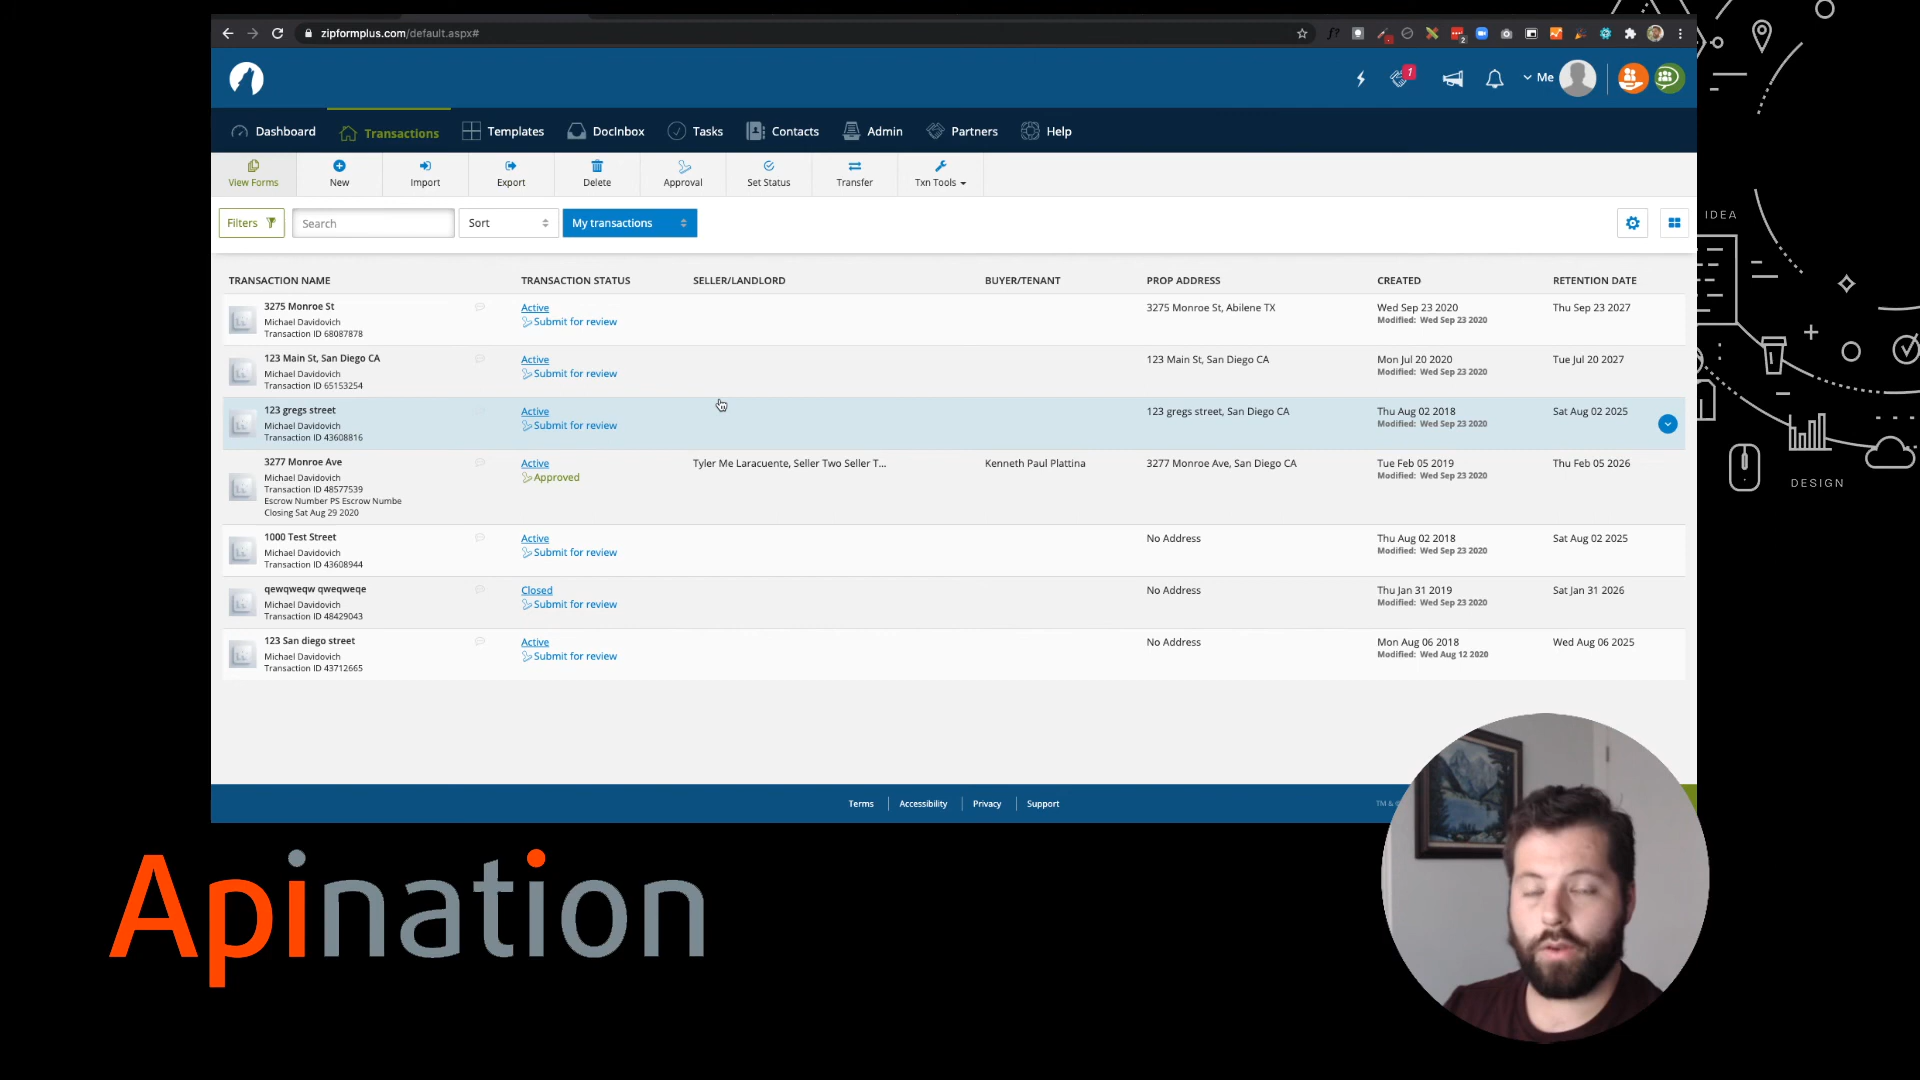 zipformplus.com/default.aspx#
1
Me
Dashboard
Transactions
Templates
DocInbox
Tasks
Contacts
Admin
Partners
Help
View Forms
New
Import
Export
Delete
Approval
Set Status
Transfer
Txn Tools
Filters
Search
Sort
My transactions
TRANSACTION NAME TRANSACTION STATUS SELLER/LANDLORD BUYER/TENANT PROP ADDRESS CREATED RETENTION DATE
3275 Monroe St
Michael Davidovich
Transaction ID 68087878
Active
Submit for review
3275 Monroe St, Abilene TX
Wed Sep 23 2020
Modified: Wed Sep 23 2020
Thu Sep 23 2027
123 Main St, San Diego CA
Michael Davidovich
Transaction ID 65153254
Active
Submit for review
123 Main St, San Diego CA
Mon Jul 20 2020
Modified: Wed Sep 23 2020
Tue Jul 20 2027
123 gregs street
Michael Davidovich
Transaction ID 43608816
Active
Submit for review
123 gregs street, San Diego CA
Thu Aug 02 2018
Modified: Wed Sep 23 2020
Sat Aug 02 2025
3277 Monroe Ave
Michael Davidovich
Transaction ID 48577539
Escrow Number PS Escrow Numbe
Closing Sat Aug 29 2020
Active
Approved
Tyler Me Laracuente, Seller Two Seller T...
Kenneth Paul Plattina
3277 Monroe Ave, San Diego CA
Tue Feb 05 2019
Modified: Wed Sep 23 2020
Thu Feb 05 2026
1000 Test Street
Michael Davidovich
Transaction ID 43608944
Active
Submit for review
No Address
Thu Aug 02 2018
Modified: Wed Sep 23 2020
Sat Aug 02 2025
qewqweqw qweqweqe
Michael Davidovich
Transaction ID 48429043
Closed
Submit for review
No Address
Thu Jan 31 2019
Modified: Wed Sep 23 2020
Sat Jan 31 2026
123 San diego street
Michael Davidovich
Transaction ID 43712665
Active
Submit for review
No Address
Mon Aug 06 2018
Modified: Wed Aug 12 2020
Wed Aug 06 2025
Terms
Accessibility
Privacy
Support
TM &
IDEA
DESIGN
Apination